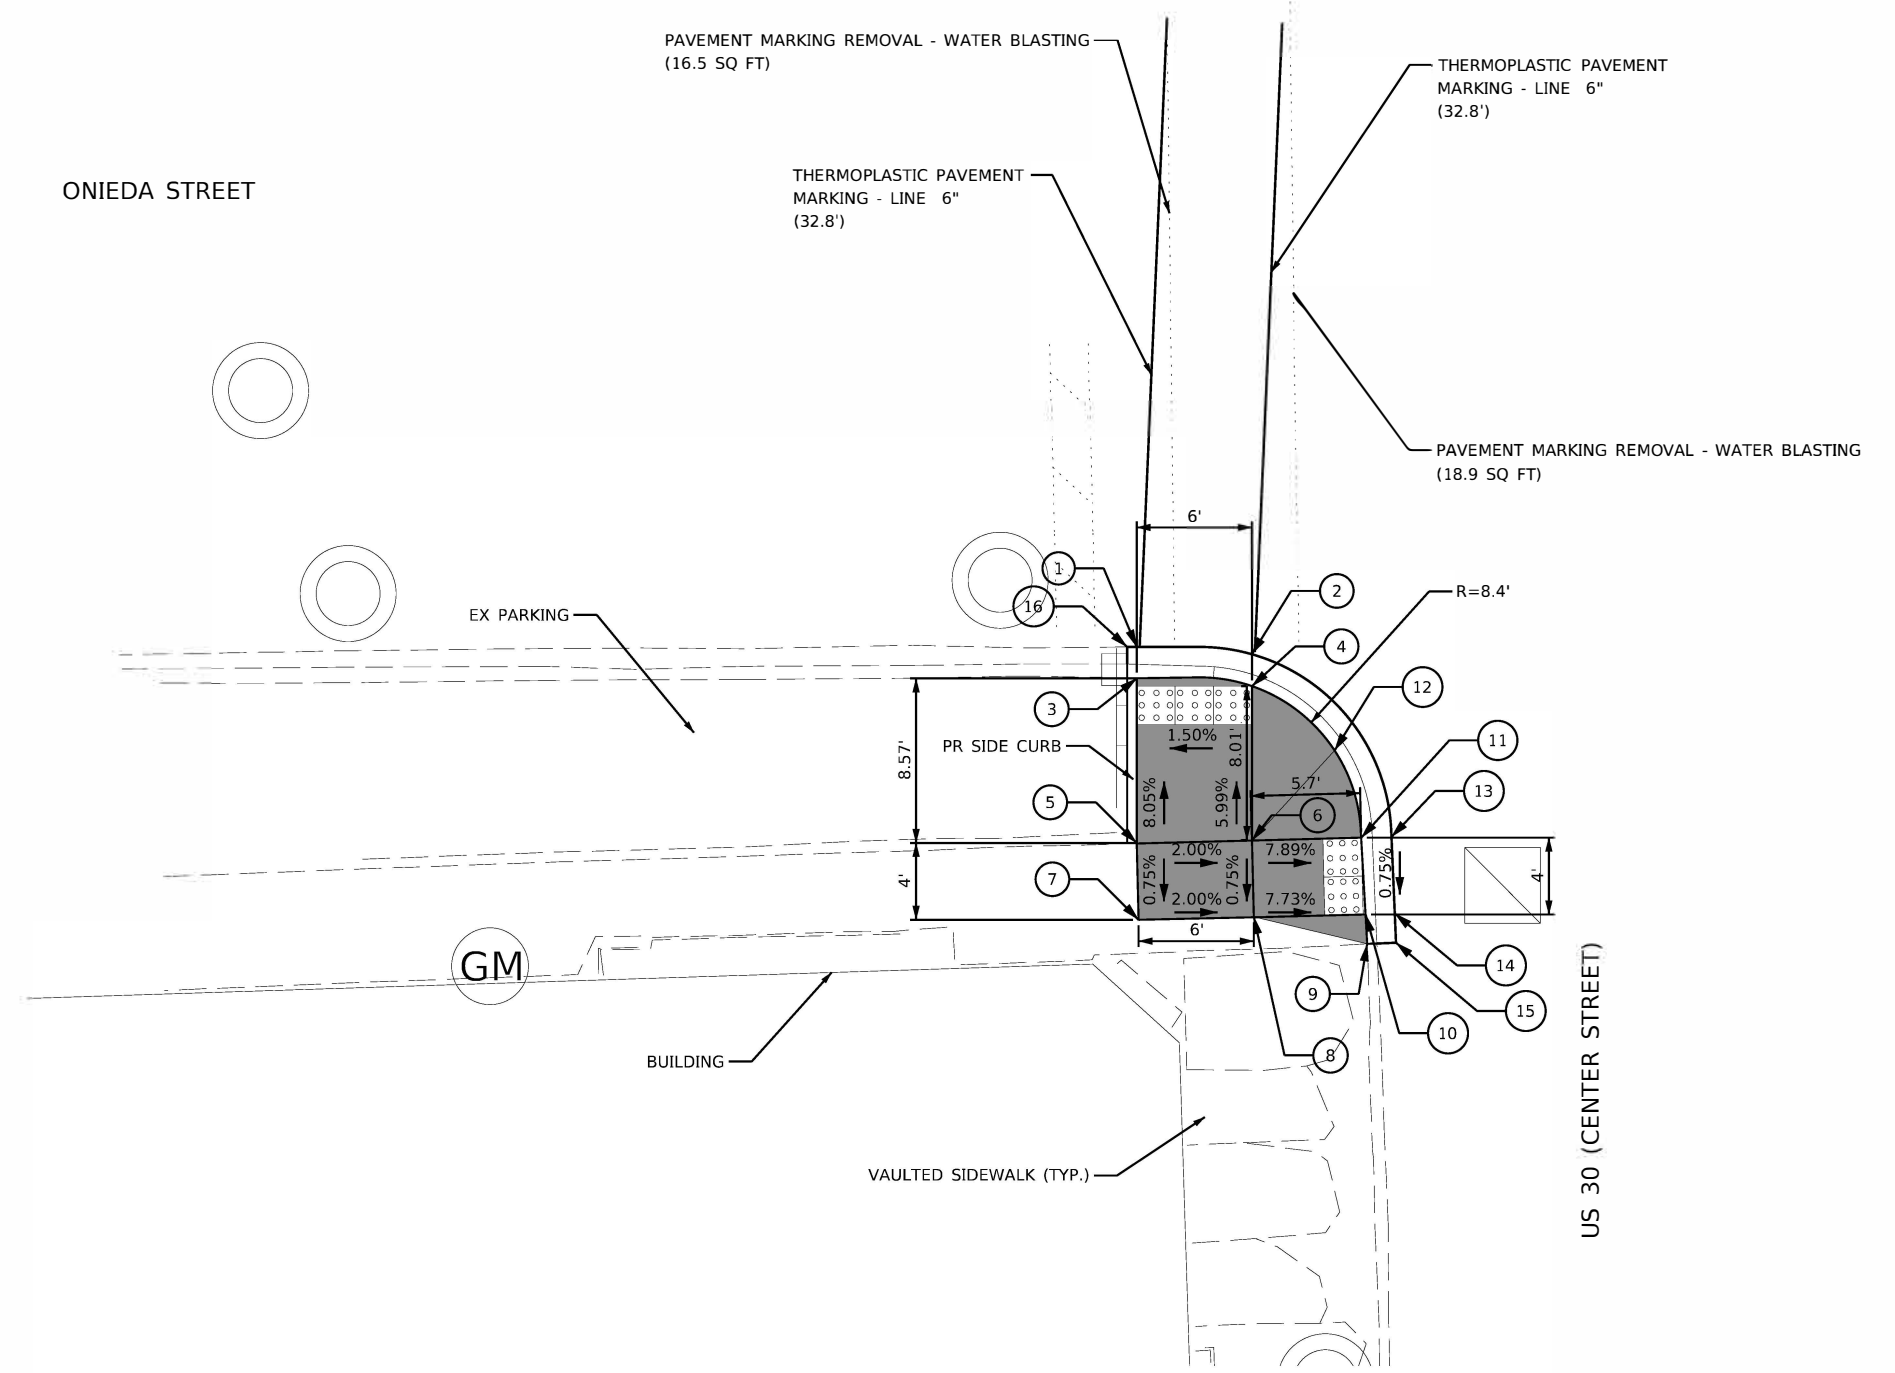 PAVEMENT MARKING REMOVAL - WATER BLASTING
(16.5 SQ FT)
THERMOPLASTIC PAVEMENT
MARKING - LINE 6"
(32.8')
THERMOPLASTIC PAVEMENT
MARKING - LINE 6"
(32.8')
ONIEDA STREET
PAVEMENT MARKING REMOVAL - WATER BLASTING
(18.9 SQ FT)
6'
1
2
R=8.4'
16
EX PARKING
4
12
3
1.50%
8.01'
11
PR SIDE CURB
8.57'
5.7'
13
5
8.05%
5.99%
6
2.00%
7.89%
7
4'
0.75%
0.75%
0.75%
4'
2.00%
7.73%
6'
GM
14
9
15
10
BUILDING
8
US 30 (CENTER STREET)
VAULTED SIDEWALK (TYP.)